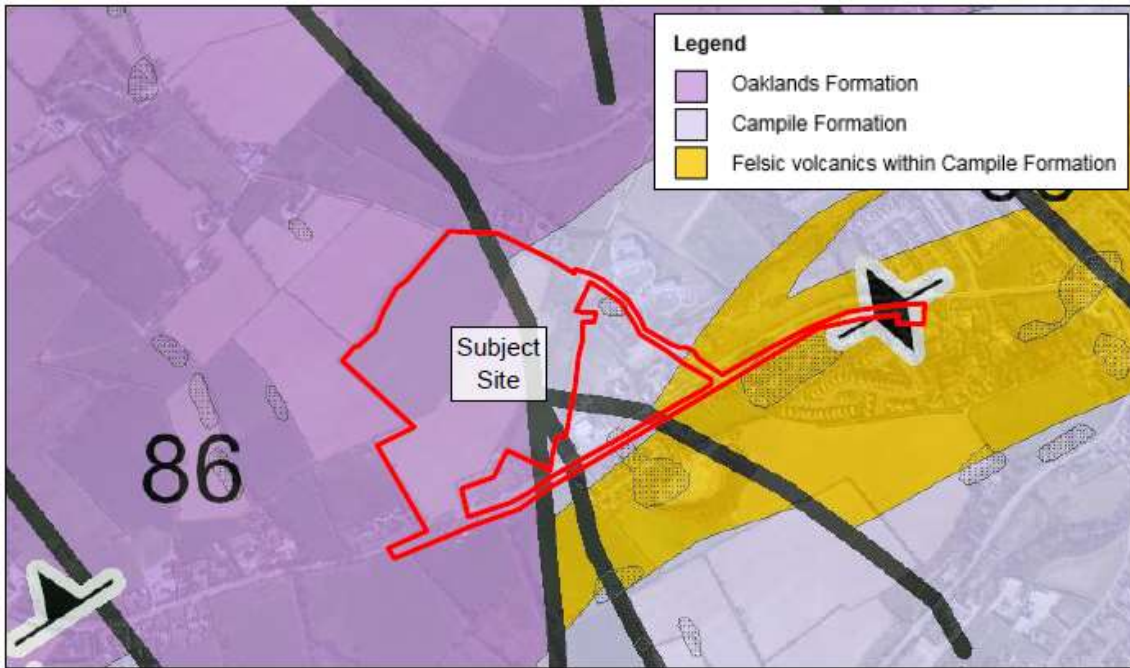 Legend
Oaklands Formation
Campile Formation
Felsic volcanics within Campile Formation
Subject
Site
86